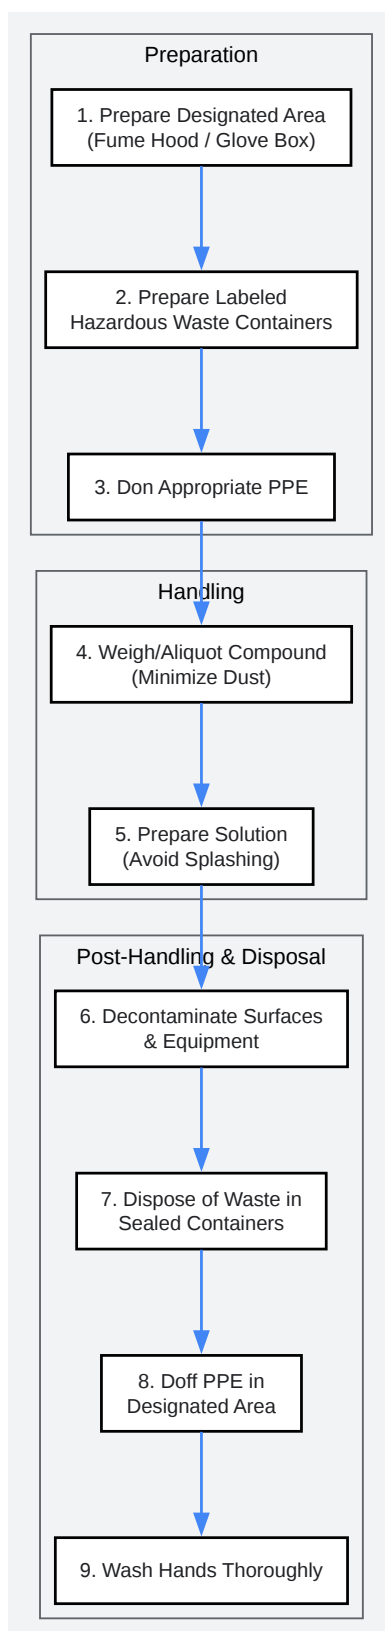 Preparation
1. Prepare Designated Area
(Fume Hood / Glove Box)
2. Prepare Labeled
Hazardous Waste Containers
3. Don Appropriate PPE
Handling
4. Weigh/Aliquot Compound
(Minimize Dust)
5. Prepare Solution
(Avoid Splashing)
Post-Handling & Disposal
6. Decontaminate Surfaces
& Equipment
7. Dispose of Waste in
Sealed Containers
8. Doff PPE in
Designated Area
9. Wash Hands Thoroughly